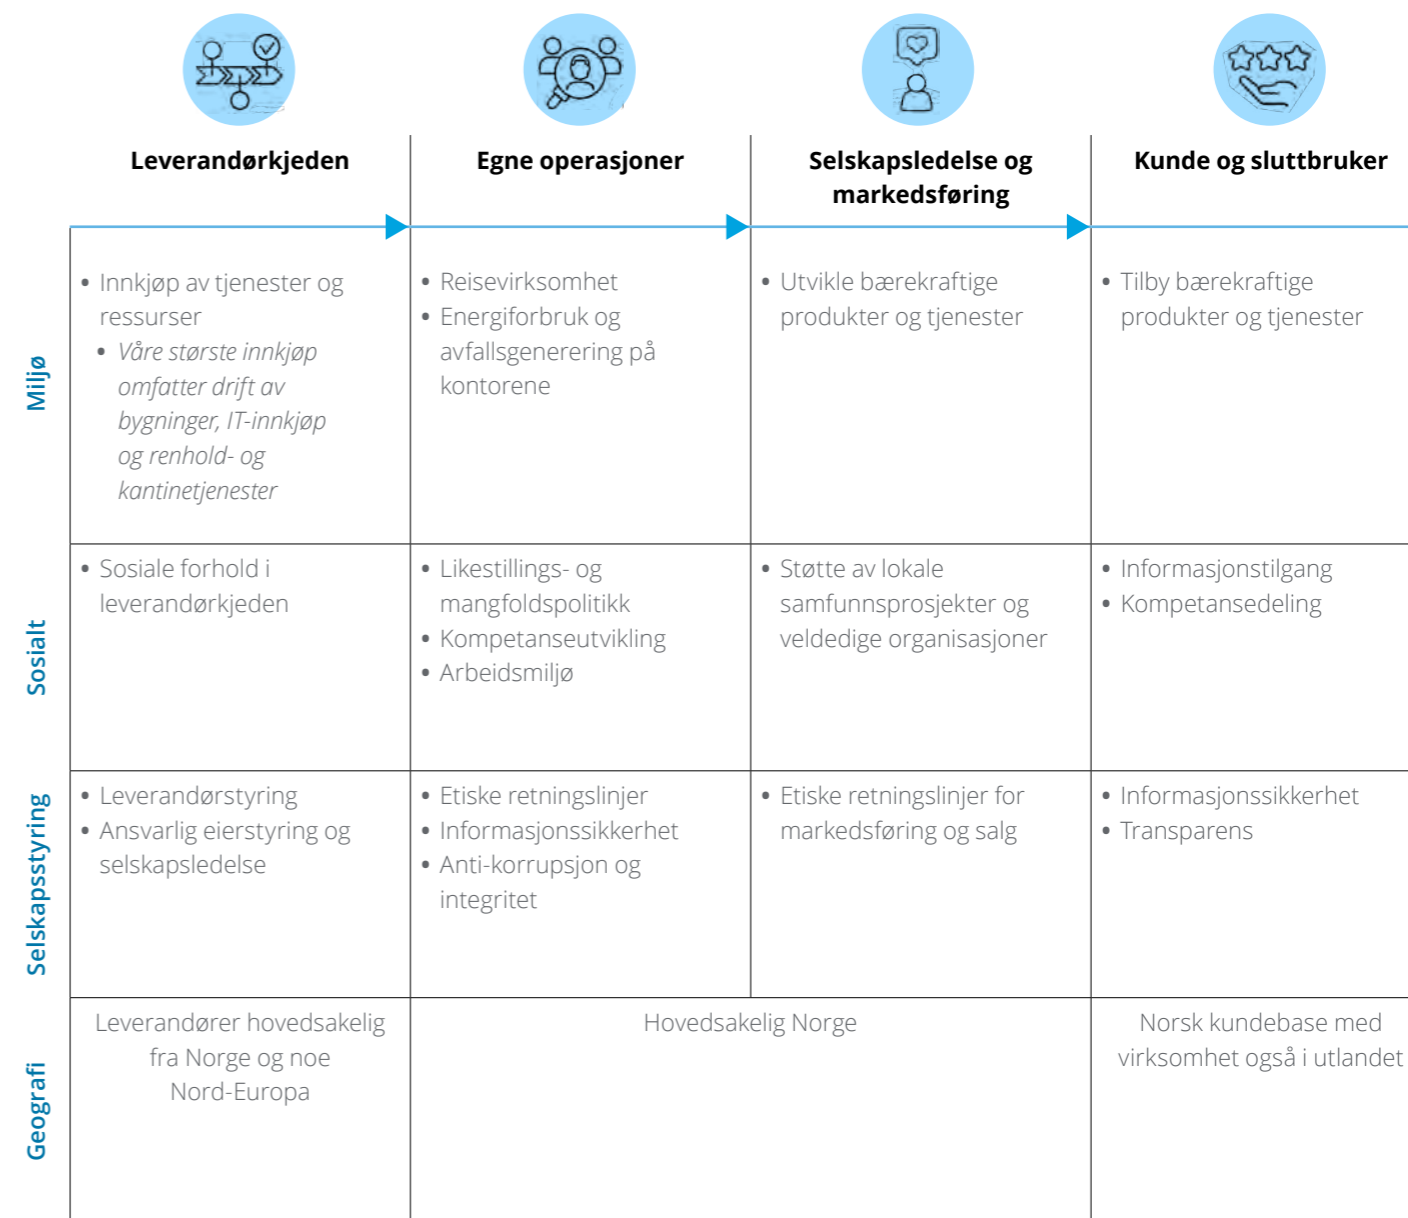 Leverandørkjeden
Egne operasjoner
Selskapsledelse og
markedsføring
Kunde og sluttbruker
Miljø
• Innkjøp av tjenester og
ressurser
• Våre største innkjøp
omfatter drift av
bygninger, IT-innkjøp
og renhold- og
kantinetjenester
• Reisevirksomhet
• Energiforbruk og
avfallsgenerering på
kontorene
• Utvikle bærekraftige
produkter og tjenester
• Tilby bærekraftige
produkter og tjenester
Sosialt
• Sosiale forhold i
leverandørkjeden
• Likestillings- og
mangfoldspolitikk
• Kompetanseutvikling
• Arbeidsmiljø
• Støtte av lokale
samfunnsprosjekter og
veldedige organisasjoner
• Informasjonstilgang
• Kompetansedeling
Selskapsstyring
• Leverandørstyring
• Ansvarlig eierstyring og
selskapsledelse
• Etiske retningslinjer
• Informasjonssikkerhet
• Anti-korrupsjon og
integritet
• Etiske retningslinjer for
markedsføring og salg
• Informasjonssikkerhet
• Transparens
Geografi
Leverandører hovedsakelig
fra Norge og noe
Nord-Europa
Hovedsakelig Norge
Norsk kundebase med
virksomhet også i utlandet